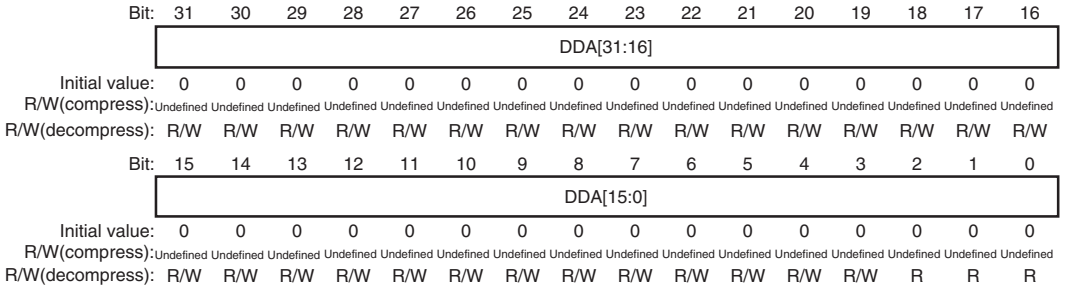 Bit: 31 30 29 28 27 26 25 24 23 22 21 20 19 18 17 16
DDA[31:16]
Initial value: 0 0 0 0 0 0 0 0 0 0 0 0 0 0 0 0
R/W(compress): Undefined Undefined Undefined Undefined Undefined Undefined Undefined Undefined Undefined Undefined Undefined Undefined Undefined Undefined Undefined Undefined
R/W(decompress): R/W R/W R/W R/W R/W R/W R/W R/W R/W R/W R/W R/W R/W R/W R/W R/W
Bit: 15 14 13 12 11 10 9 8 7 6 5 4 3 2 1 0
DDA[15:0]
Initial value: 0 0 0 0 0 0 0 0 0 0 0 0 0 0 0 0
R/W(compress): Undefined Undefined Undefined Undefined Undefined Undefined Undefined Undefined Undefined Undefined Undefined Undefined Undefined Undefined Undefined Undefined
R/W(decompress): R/W R/W R/W R/W R/W R/W R/W R/W R/W R/W R/W R/W R/W R R R